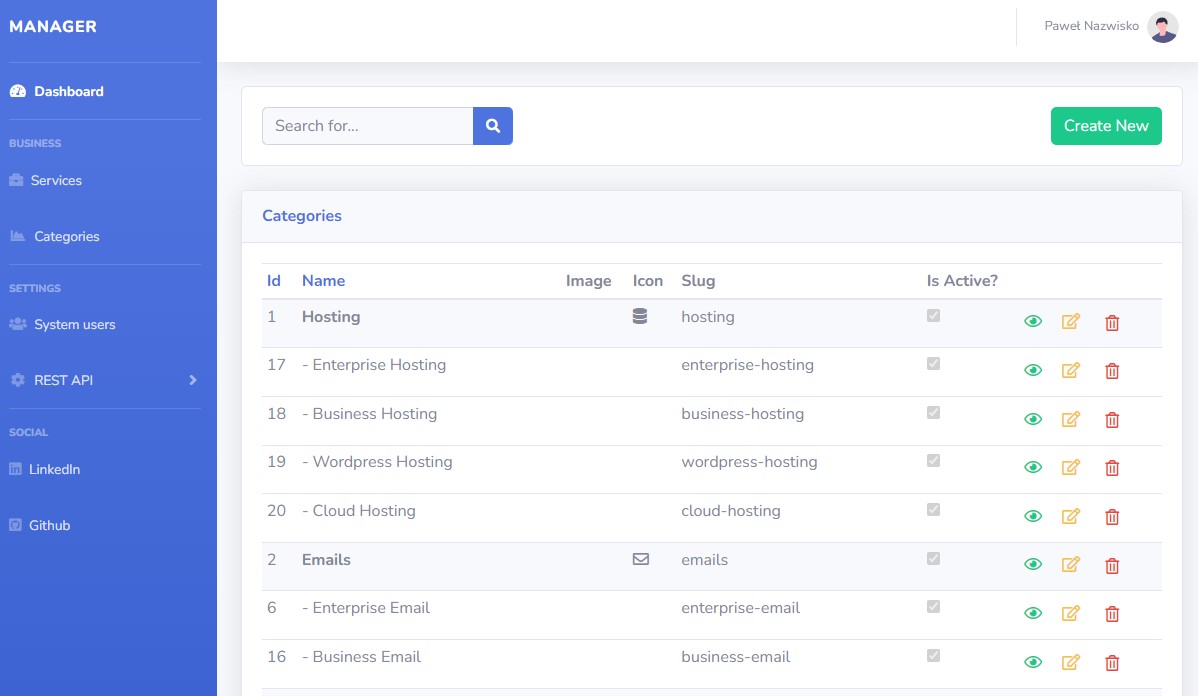 MANAGER
Paweł Nazwisko
Dashboard
BUSINESS
Services
Categories
SETTINGS
System users
REST API
SOCIAL
LinkedIn
Github
Search for...
Create New
Categories
Id Name Image Icon Slug Is Active?
1 Hosting hosting
17 - Enterprise Hosting enterprise-hosting
18 - Business Hosting business-hosting
19 - Wordpress Hosting wordpress-hosting
20 - Cloud Hosting cloud-hosting
2 Emails emails
6 - Enterprise Email enterprise-email
16 - Business Email business-email